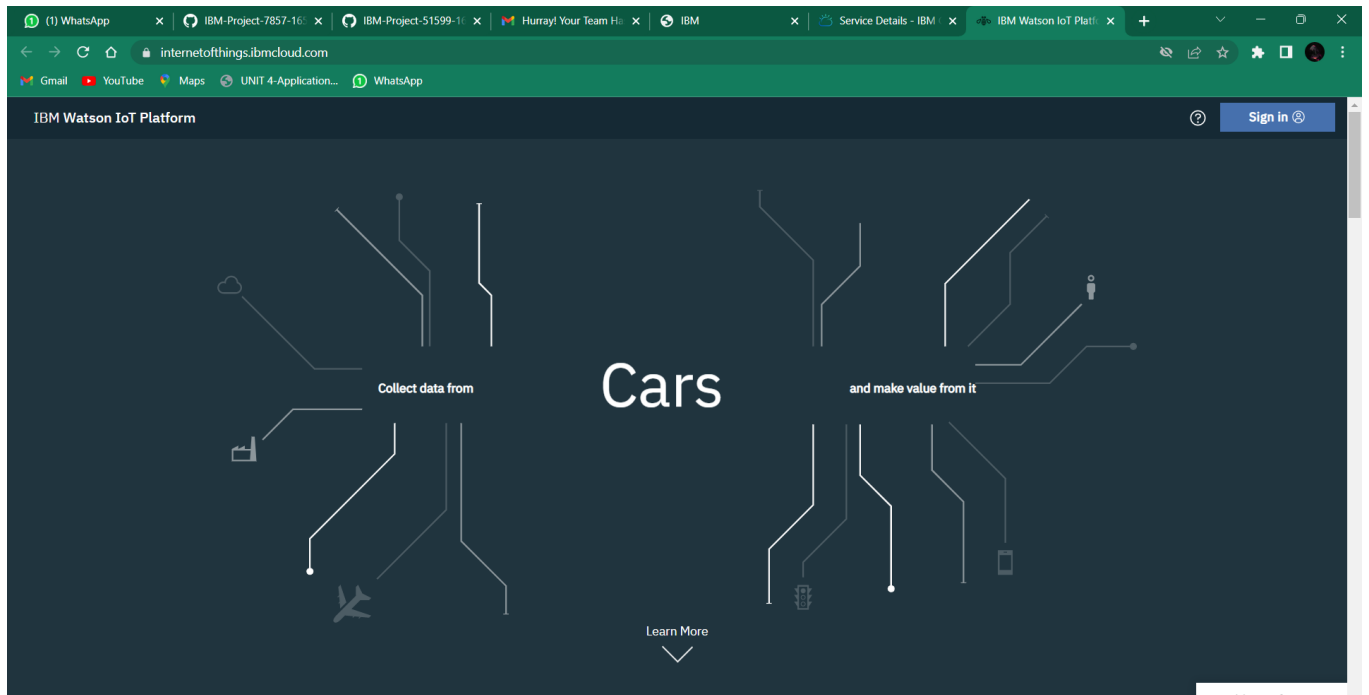 (1) WhatsApp
IBM-Project-7857-165
IBM-Project-51599-16
Hurray! Your Team Ha
IBM
Service Details - IBM C
IBM Watson IoT Platfo
internetofthings.ibmcloud.com
Gmail
YouTube
Maps
UNIT 4-Application...
WhatsApp
IBM Watson IoT Platform
Sign in
Collect data from
Cars
and make value from it
Learn More